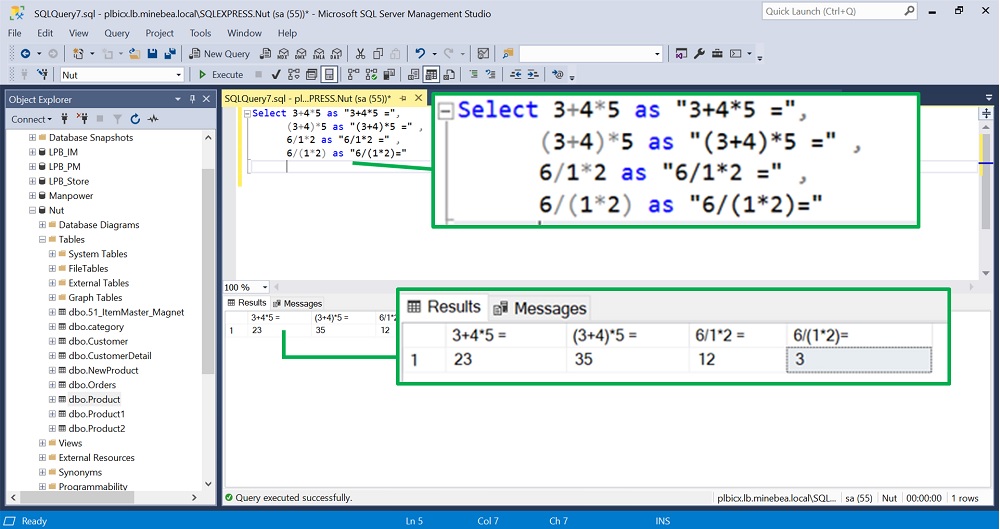 SQLQuery7.sql - plbicx.lb.minebea.local\SQLEXPRESS.Nut (sa (55))* - Microsoft SQL Server Management Studio
Quick Launch (Ctrl+Q)
File Edit View Query Project Tools Window Help
New Query
Nut
Execute
Object Explorer
Connect
Database Snapshots
LPB_IM
LPB_PM
LPB_Store
Manpower
Nut
Database Diagrams
Tables
System Tables
FileTables
External Tables
Graph Tables
dbo.51_ItemMaster_Magnet
dbo.category
dbo.Customer
dbo.CustomerDetail
dbo.NewProduct
dbo.Orders
dbo.Product
dbo.Product1
dbo.Product2
Views
External Resources
Synonyms
Programmability
SQLQuery7.sql - pl...PRESS.Nut (sa (55))*
Select 3+4*5 as "3+4*5 =",
(3+4)*5 as "(3+4)*5 =" ,
6/1*2 as "6/1*2 =" ,
6/(1*2) as "6/(1*2)="
Select 3+4*5 as "3+4*5 =",
(3+4)*5 as "(3+4)*5 =" ,
6/1*2 as "6/1*2 =" ,
6/(1*2) as "6/(1*2)="
100 %
Results Messages
3+4*5 = (3+4)*5 = 6/1*2
1 23 35 12
Results Messages
3+4*5 = (3+4)*5 = 6/1*2 = 6/(1*2)=
1 23 35 12 3
Query executed successfully.
plbicx.lb.minebea.local\SQL... sa (55) Nut 00:00:00 1 rows
Ready Ln 5 Col 7 Ch 7 INS